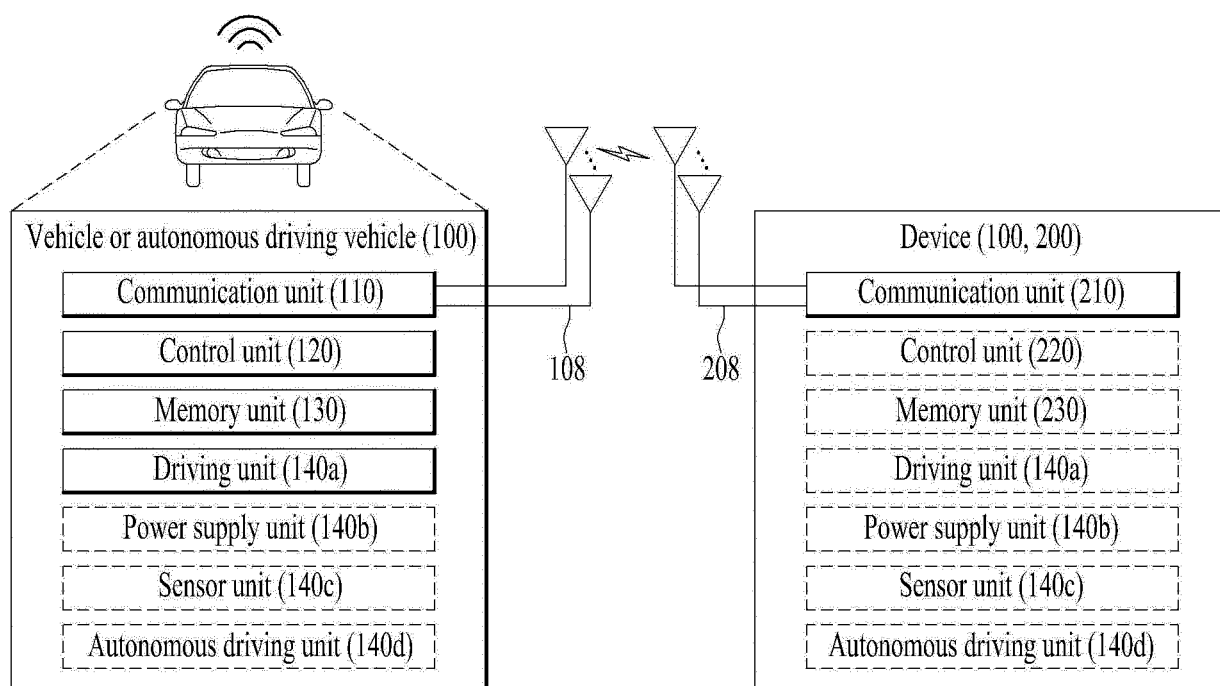 Vehicle or autonomous driving vehicle (100)
Communication unit (110)
Control unit (120)
Memory unit (130)
Driving unit (140a)
Power supply unit (140b)
Sensor unit (140c)
Autonomous driving unit (140d)
108
208
Device (100, 200)
Communication unit (210)
Control unit (220)
Memory unit (230)
Driving unit (140a)
Power supply unit (140b)
Sensor unit (140c)
Autonomous driving unit (140d)